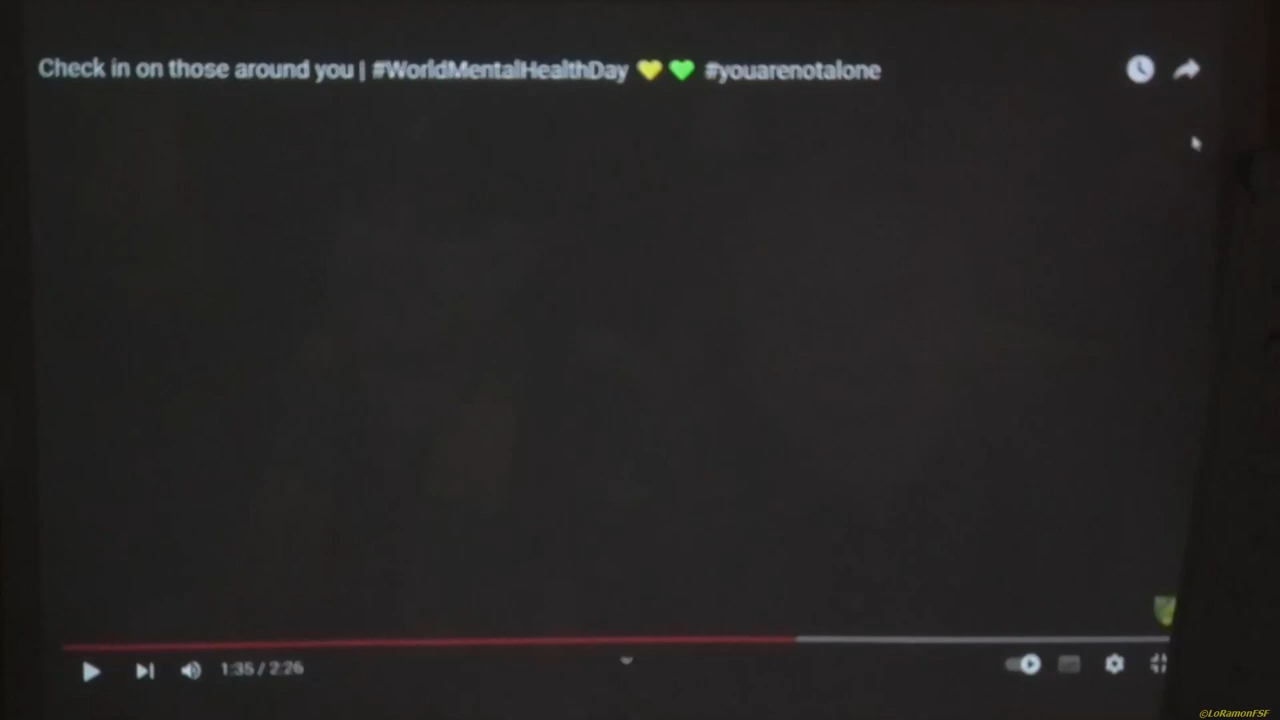 Check in on those around you | #WorldMentalHealthDay 💛 💚 #youarenotalone
1:35 / 2:26
©LoRamonFSF